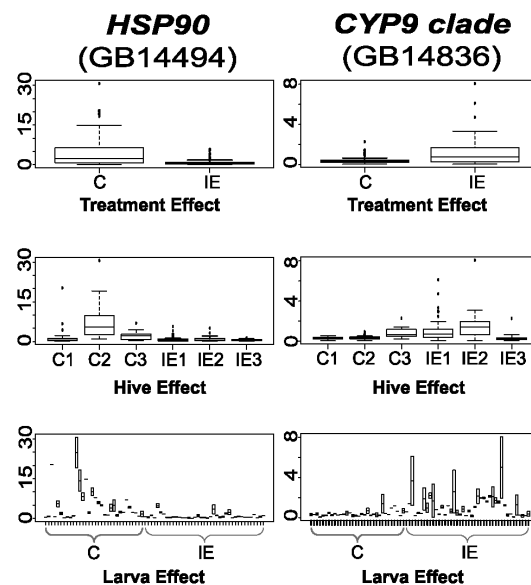 HSP90
(GB14494)
CYP9 clade
(GB14836)
30
15
0
C IE
Treatment Effect
8
4
0
C IE
Treatment Effect
30
15
0
C1 C2 C3 IE1 IE2 IE3
Hive Effect
8
4
0
C1 C2 C3 IE1 IE2 IE3
Hive Effect
30
15
0
C IE
Larva Effect
8
4
0
C IE
Larva Effect